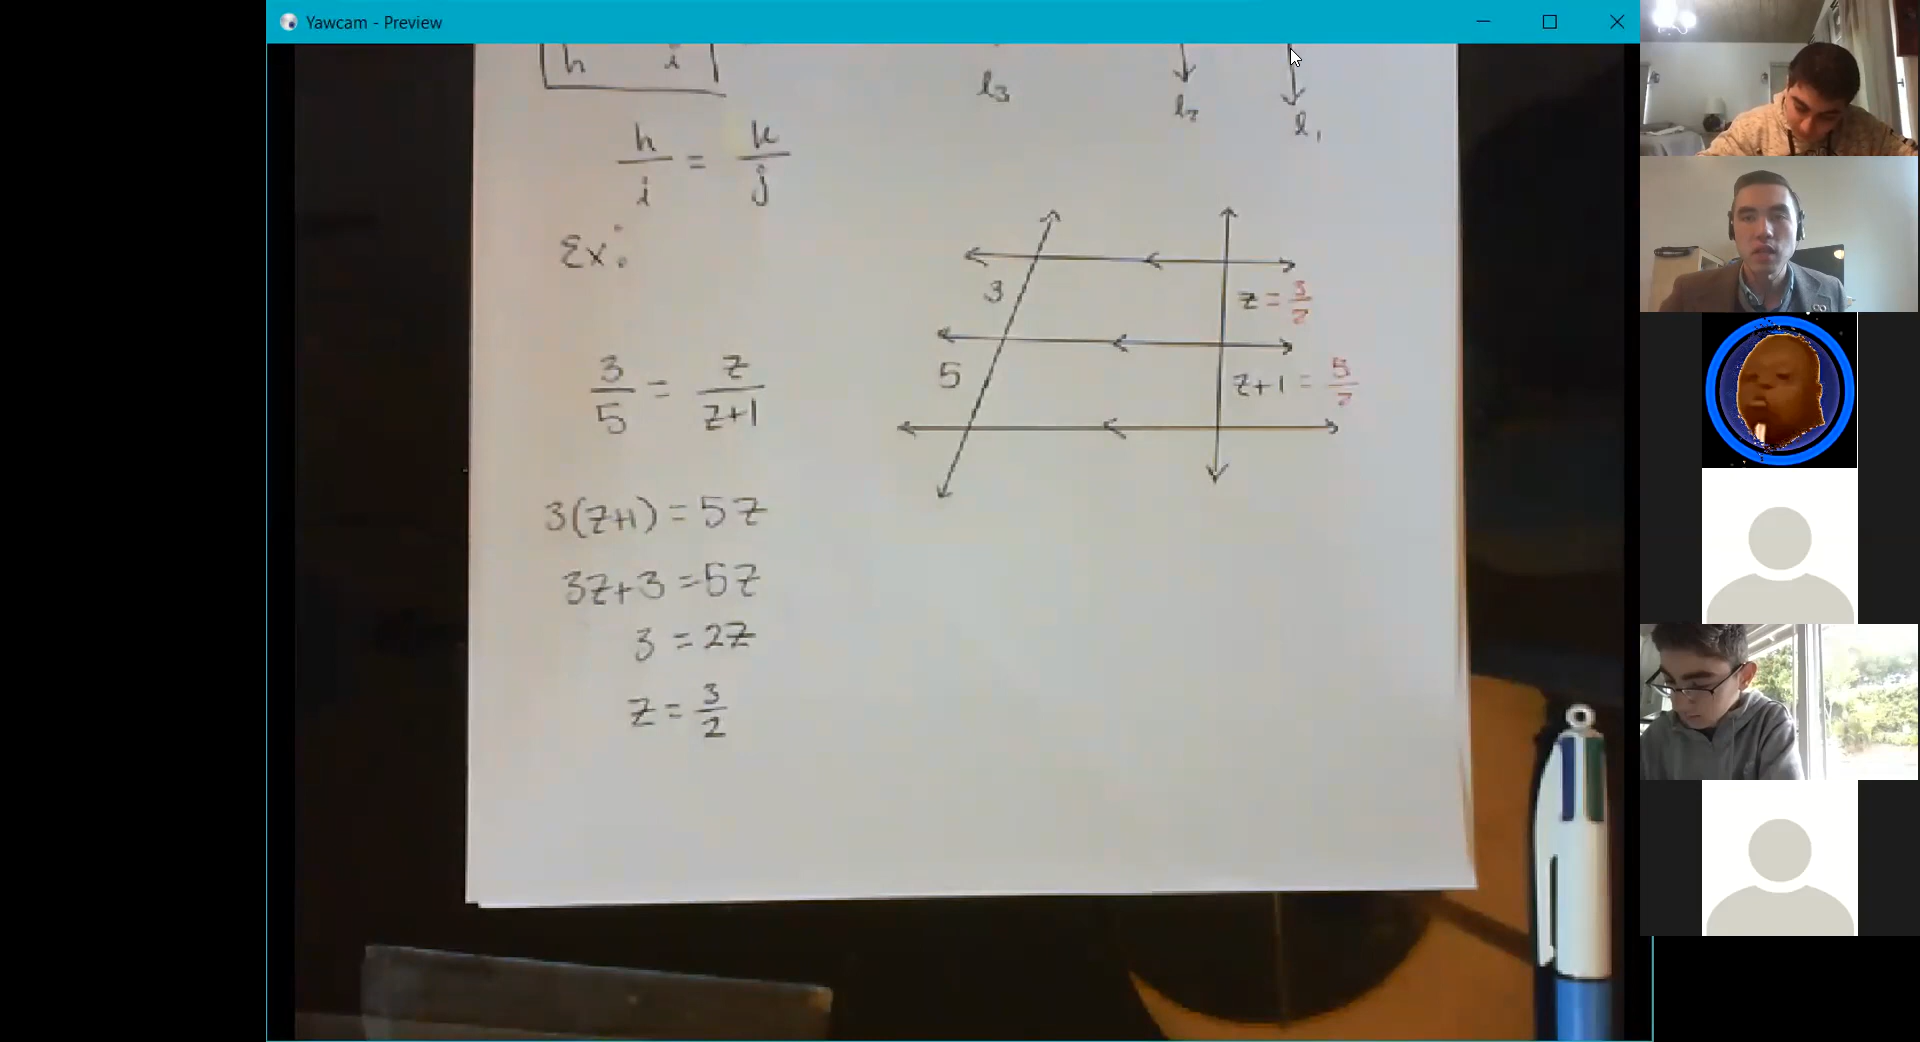 Yawcam - Preview
h i
l3
l2
l1
h/i = k/j
Ex:
3
z = 3/2
5
z+1 = 5/2
3/5 = z/z+1
3(z+1) = 5z
3z+3 = 5z
3 = 2z
z = 3/2